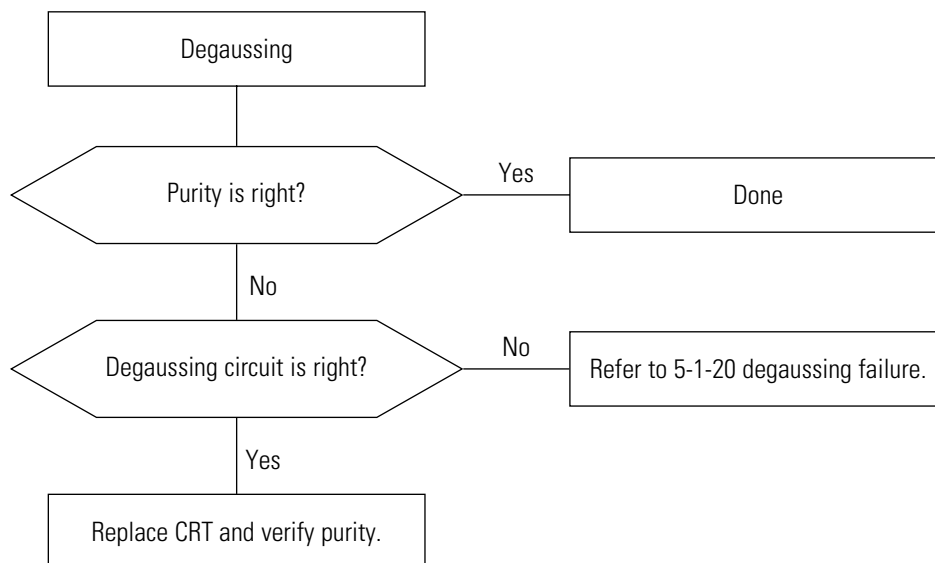 Degaussing
Purity is right?
Yes
Done
No
Degaussing circuit is right?
No
Refer to 5-1-20 degaussing failure.
Yes
Replace CRT and verify purity.